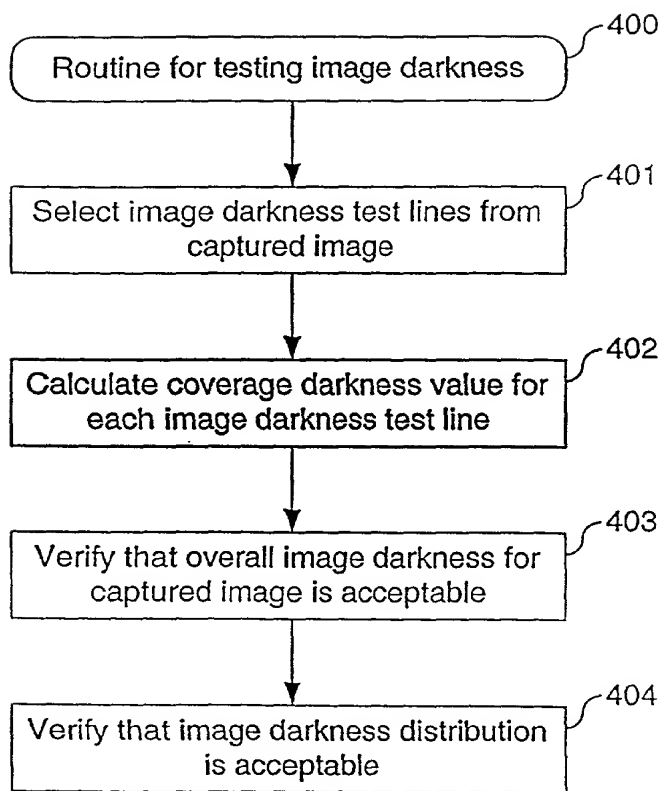 400
Routine for testing image darkness
401
Select image darkness test lines from
captured image
402
Calculate coverage darkness value for
each image darkness test line
403
Verify that overall image darkness for
captured image is acceptable
404
Verify that image darkness distribution
is acceptable